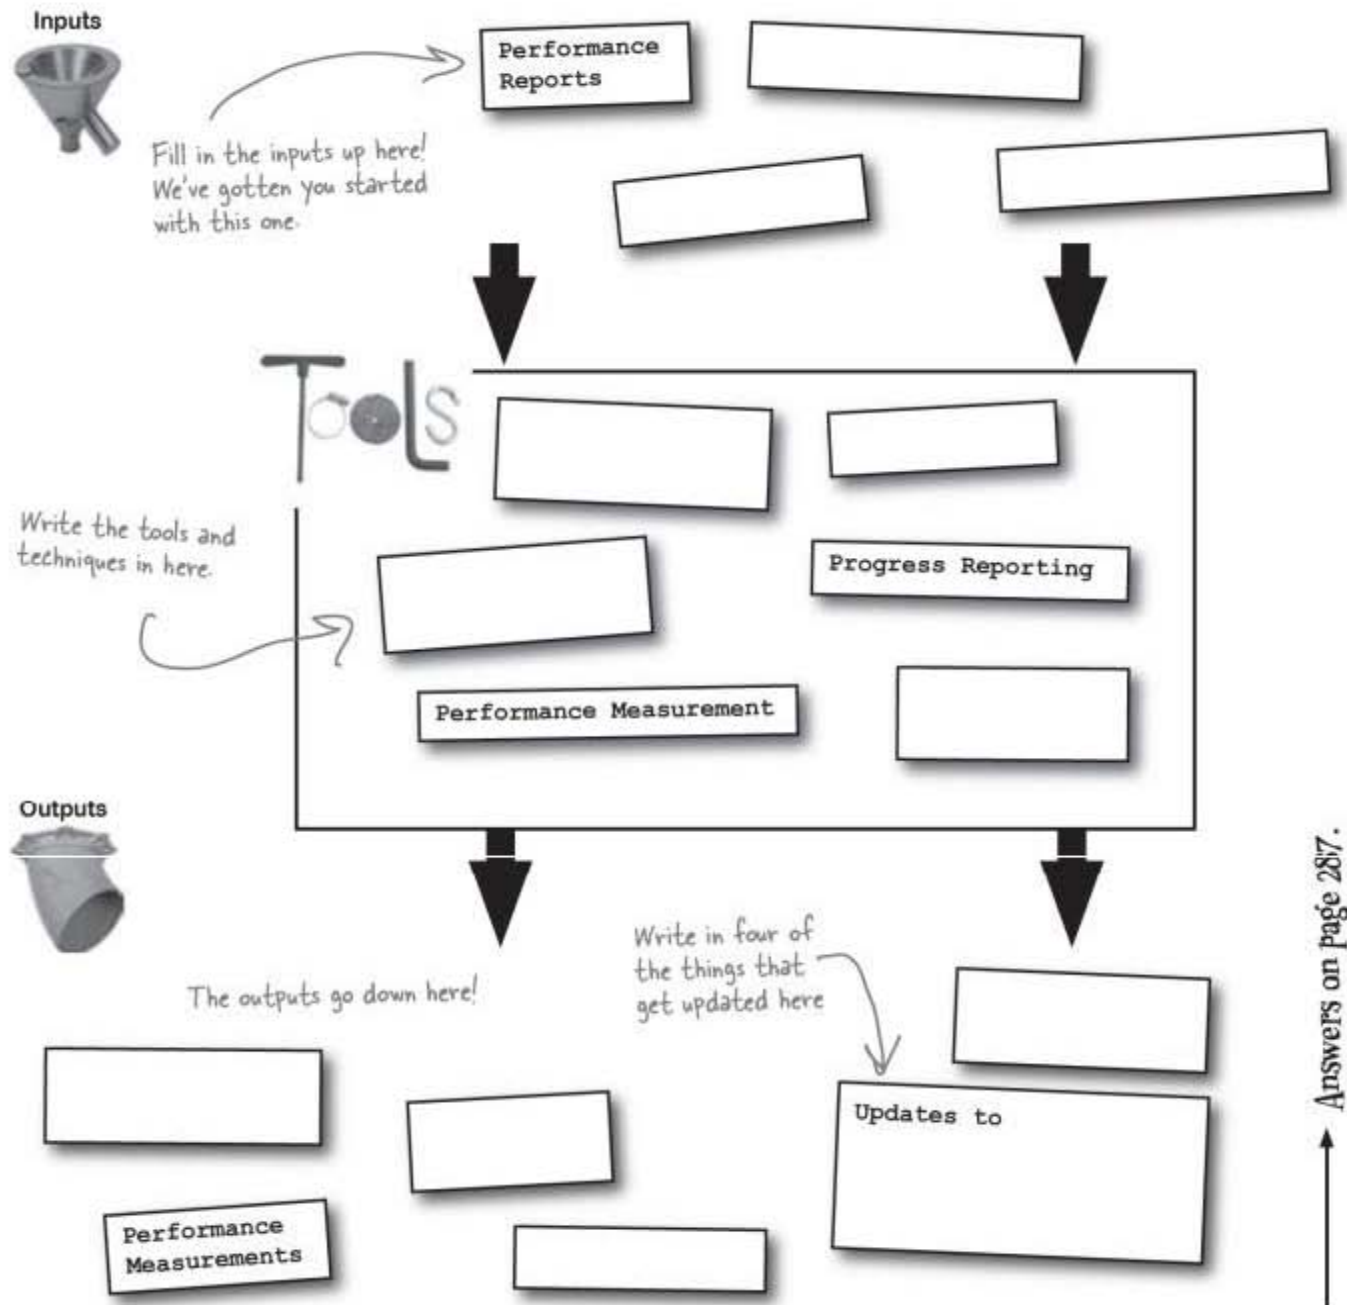 Inputs
Performance
Reports
Fill in the inputs up here!
We've gotten you started
with this one.
TooLS
Write the tools and
techniques in here.
Progress Reporting
Performance Measurement
Outputs
The outputs go down here!
Write in four of
the things that
get updated here
Updates to
Performance
Measurements
Answers on page 287.